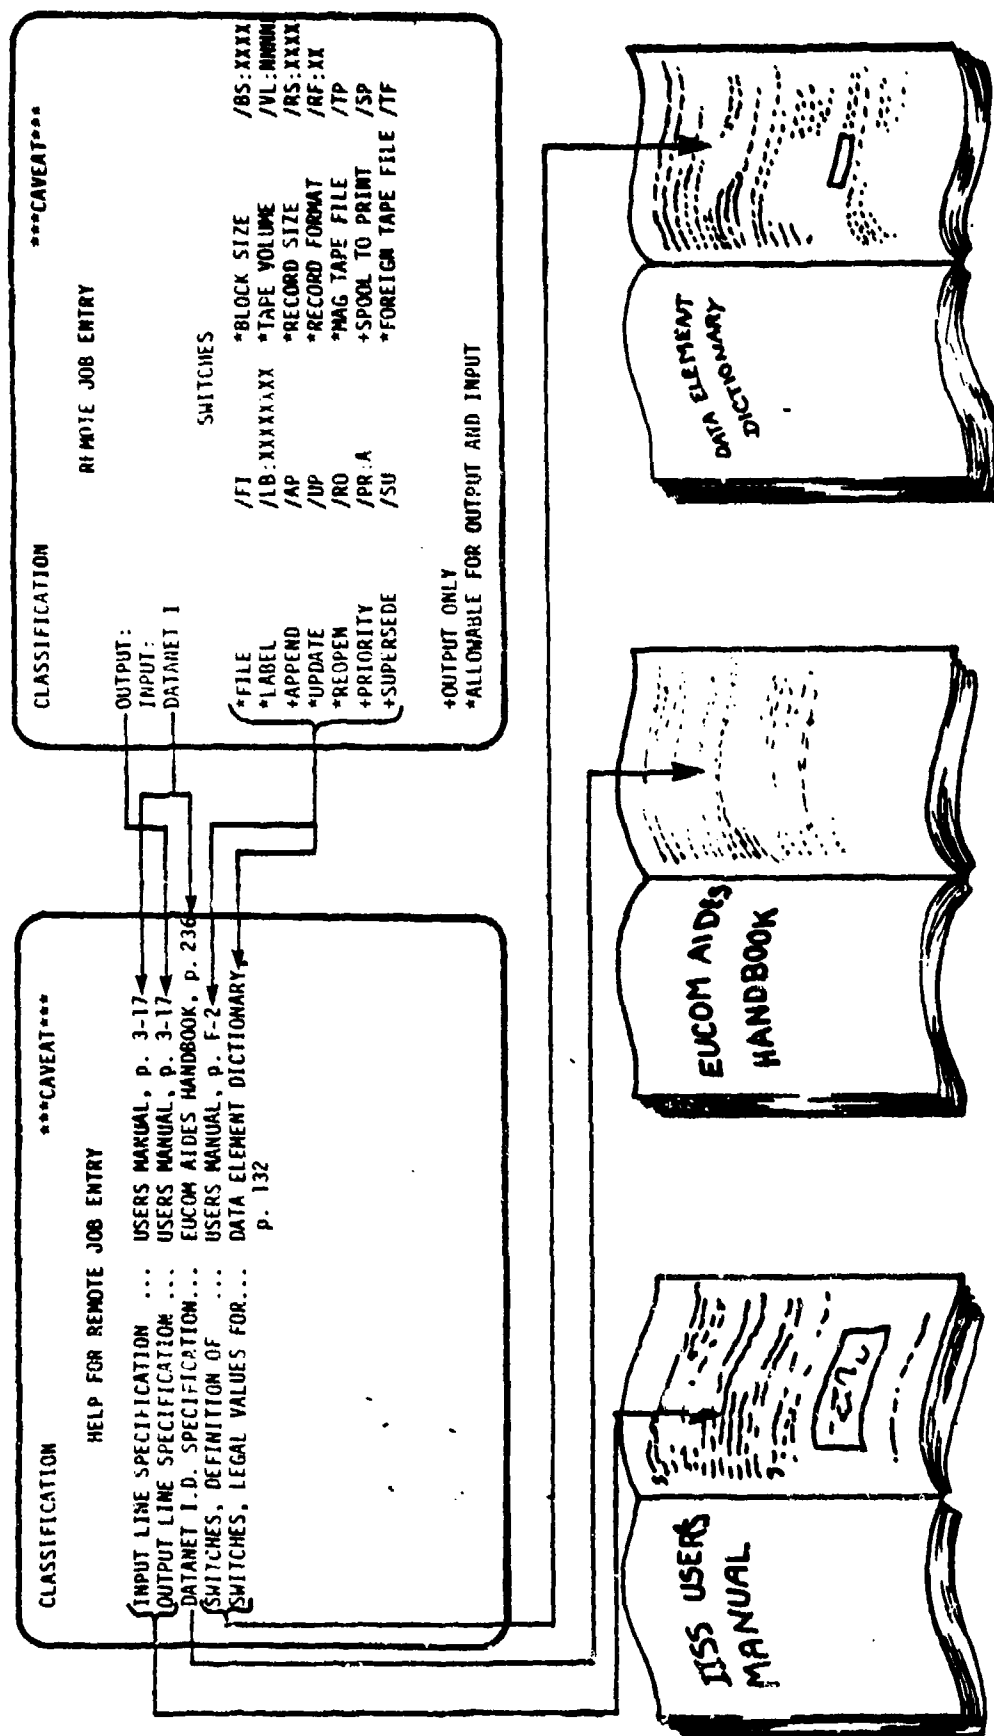 CLASSIFICATION ***CAVEAT***
HELP FOR REMOTE JOB ENTRY
INPUT LINE SPECIFICATION ... USERS MANUAL, p. 3-17
OUTPUT LINE SPECIFICATION ... USERS MANUAL, p. 3-17
DATANET I.D. SPECIFICATION... EUCOM AIDES HANDBOOK, p. 236
SWITCHES, DEFINITION OF ... USERS MANUAL, p. F-2
SWITCHES, LEGAL VALUES FOR... DATA ELEMENT DICTIONARY
p. 132
CLASSIFICATION ***CAVEAT***
REMOTE JOB ENTRY
OUTPUT:
INPUT:
DATANET I
SWITCHES
*FILE /FI *BLOCK SIZE /BS:XXXX
*LABEL /LB:XXXXXXX *TAPE VOLUME /VL:NNNN
+APPEND /AP *RECORD SIZE /RS:XXXX
*UPDATE /UP *RECORD FORMAT /RF:XX
*REOPEN /RO *MAG TAPE FILE /TP
+PRIORITY /PR:A +SPOOL TO PRINT /SP
+SUPERSEDE /SU *FOREIGN TAPE FILE /TF
+OUTPUT ONLY
*ALLOWABLE FOR OUTPUT AND INPUT
IISS USERS
MANUAL
EUCOM AIDES
HANDBOOK
DATA ELEMENT
DICTIONARY